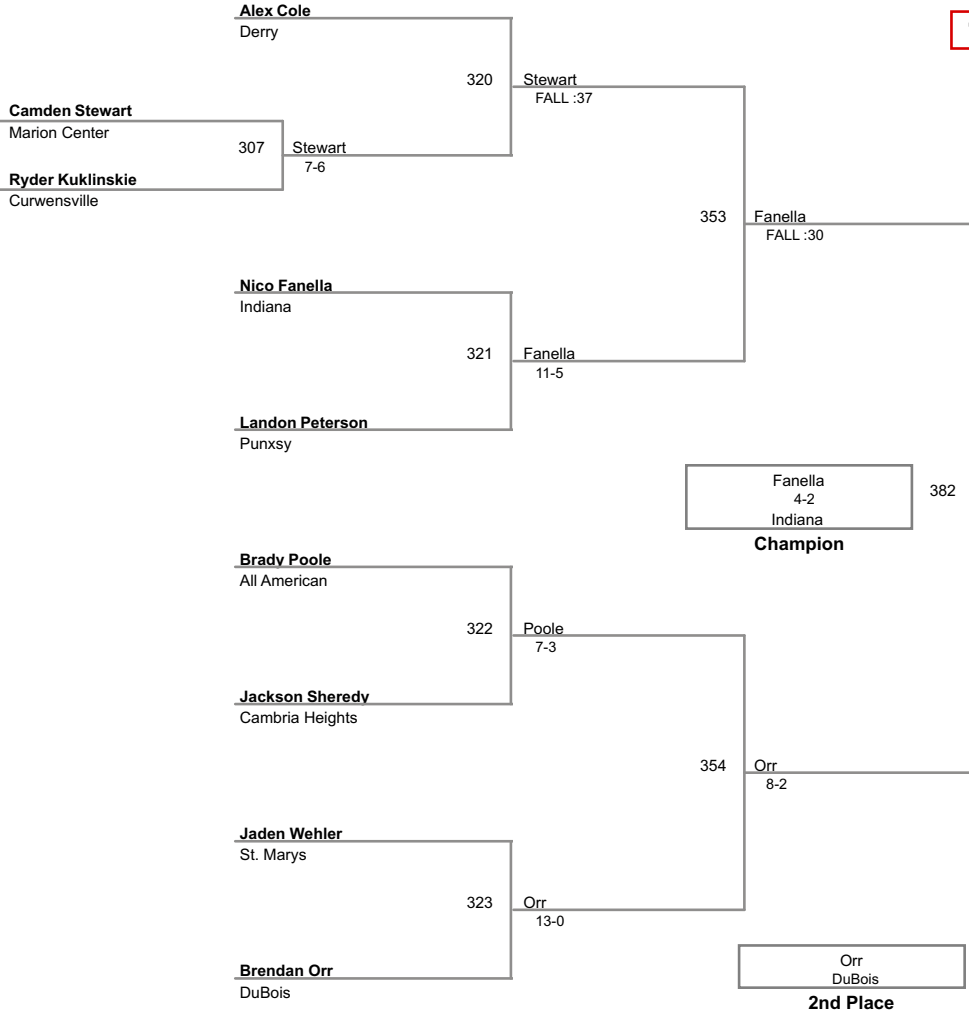 Alex Cole
Derry
320
Stewart
FALL :37
Camden Stewart
Marion Center
307
Stewart
7-6
Ryder Kuklinskie
Curwensville
353
Fanella
FALL :30
Nico Fanella
Indiana
321
Fanella
11-5
Landon Peterson
Punxsy
Fanella
4-2
Indiana
382
Champion
Brady Poole
All American
322
Poole
7-3
Jackson Sheredy
Cambria Heights
354
Orr
8-2
Jaden Wehler
St. Marys
323
Orr
13-0
Brendan Orr
DuBois
Orr
DuBois
2nd Place